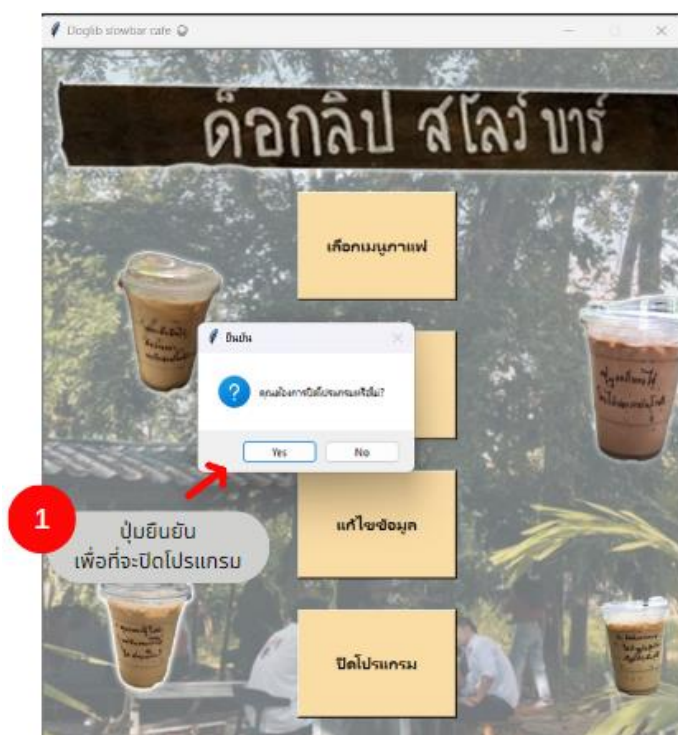 Doglib slowbar cafe
ด็อกลิป สโลว์ บาร์
เลือกเมนูกาแฟ
ยืนยัน
คุณต้องการปิดโปรแกรมหรือไม่?
Yes
No
1
ปุ่มยืนยัน
เพื่อที่จะปิดโปรแกรม
แก้ไขข้อมูล
ปิดโปรแกรม